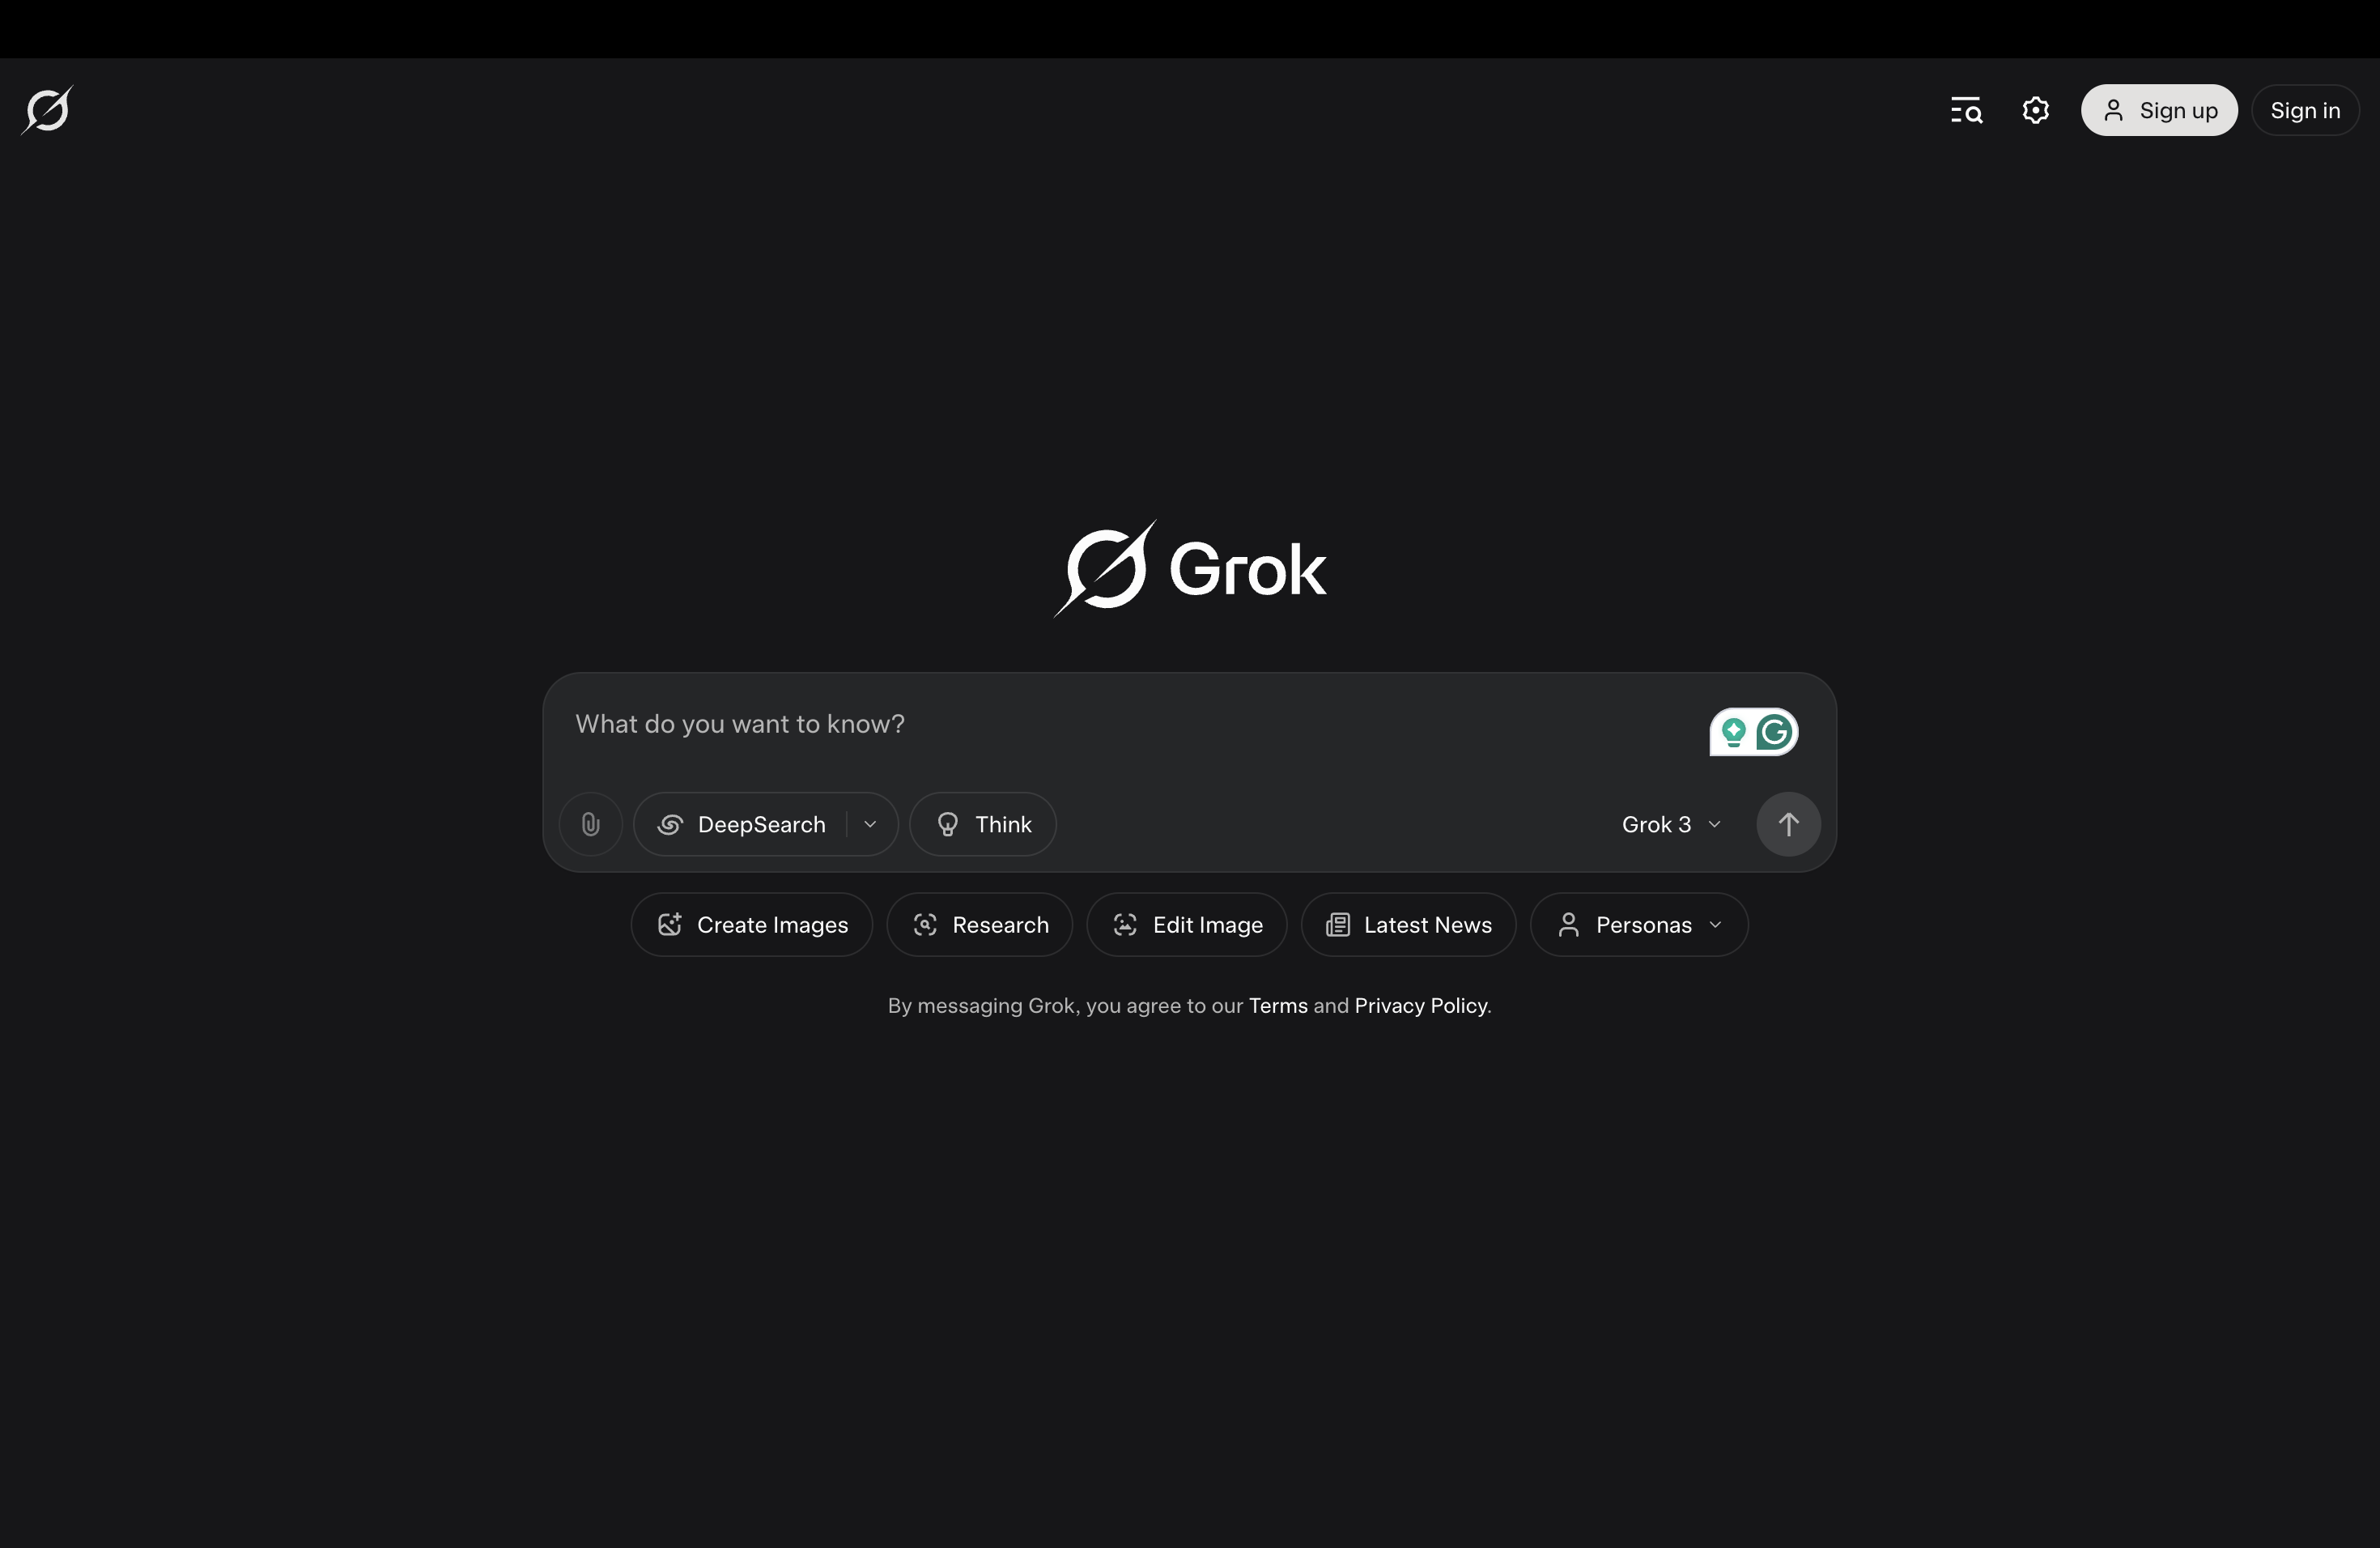 Sign up
Sign in
Grok
What do you want to know?
DeepSearch
Think
Grok 3
Create Images
Research
Edit Image
Latest News
Personas
By messaging Grok, you agree to our Terms and Privacy Policy.